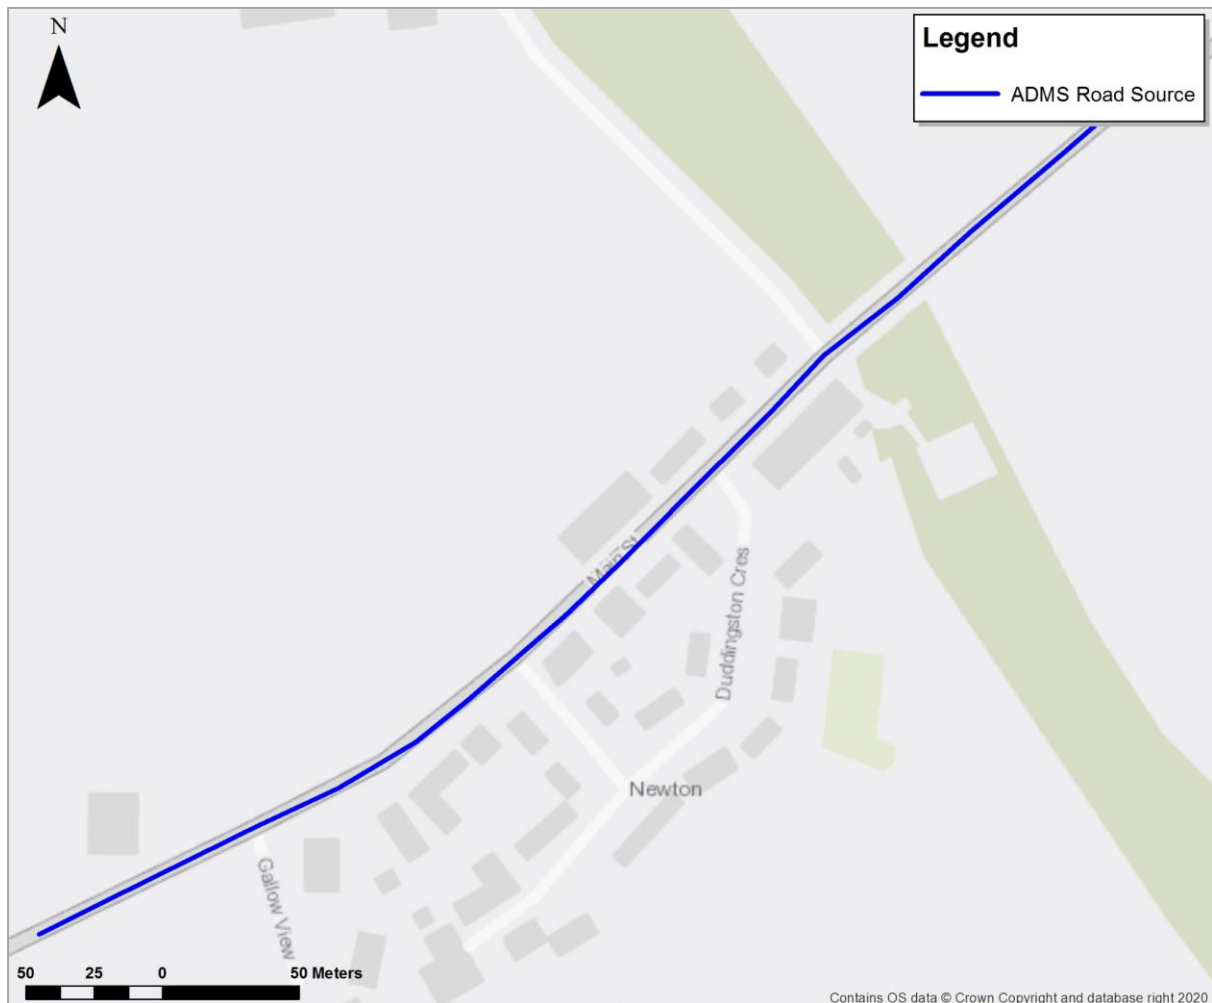 N
Legend
ADMS Road Source
Main St
Duddingston Cres
Newton
Gallow View
50 25 0 50 Meters
Contains OS data © Crown Copyright and database right 2020